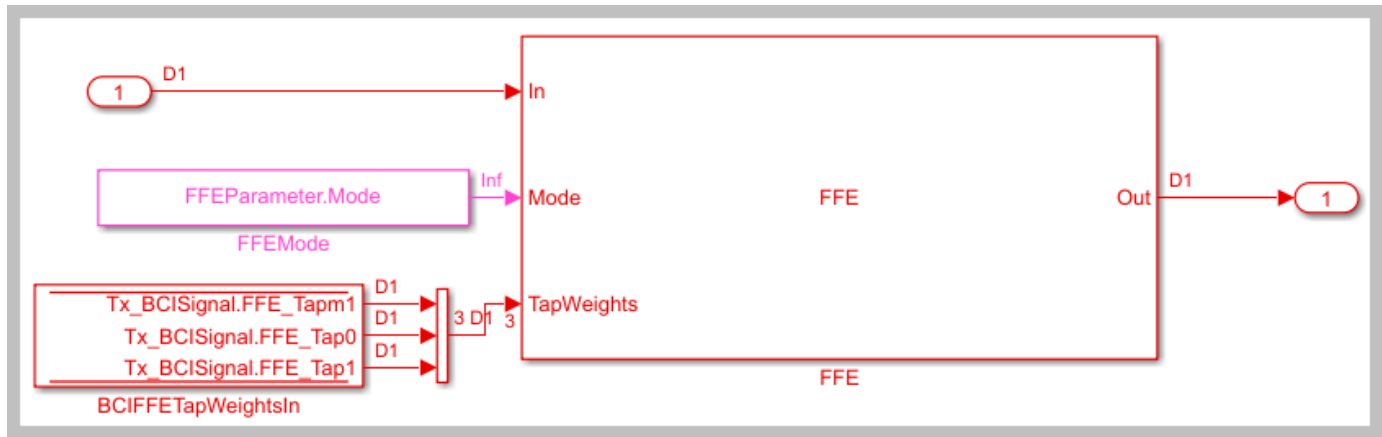 D1
1
In
FFEParameter.Mode
Inf
Mode
FFE
Out
D1
1
FFEMode
Tx_BCISignal.FFE_Tapm1
D1
Tx_BCISignal.FFE_Tap0
D1
3 D1
3
TapWeights
Tx_BCISignal.FFE_Tap1
D1
FFE
BCIFFETapWeightsIn